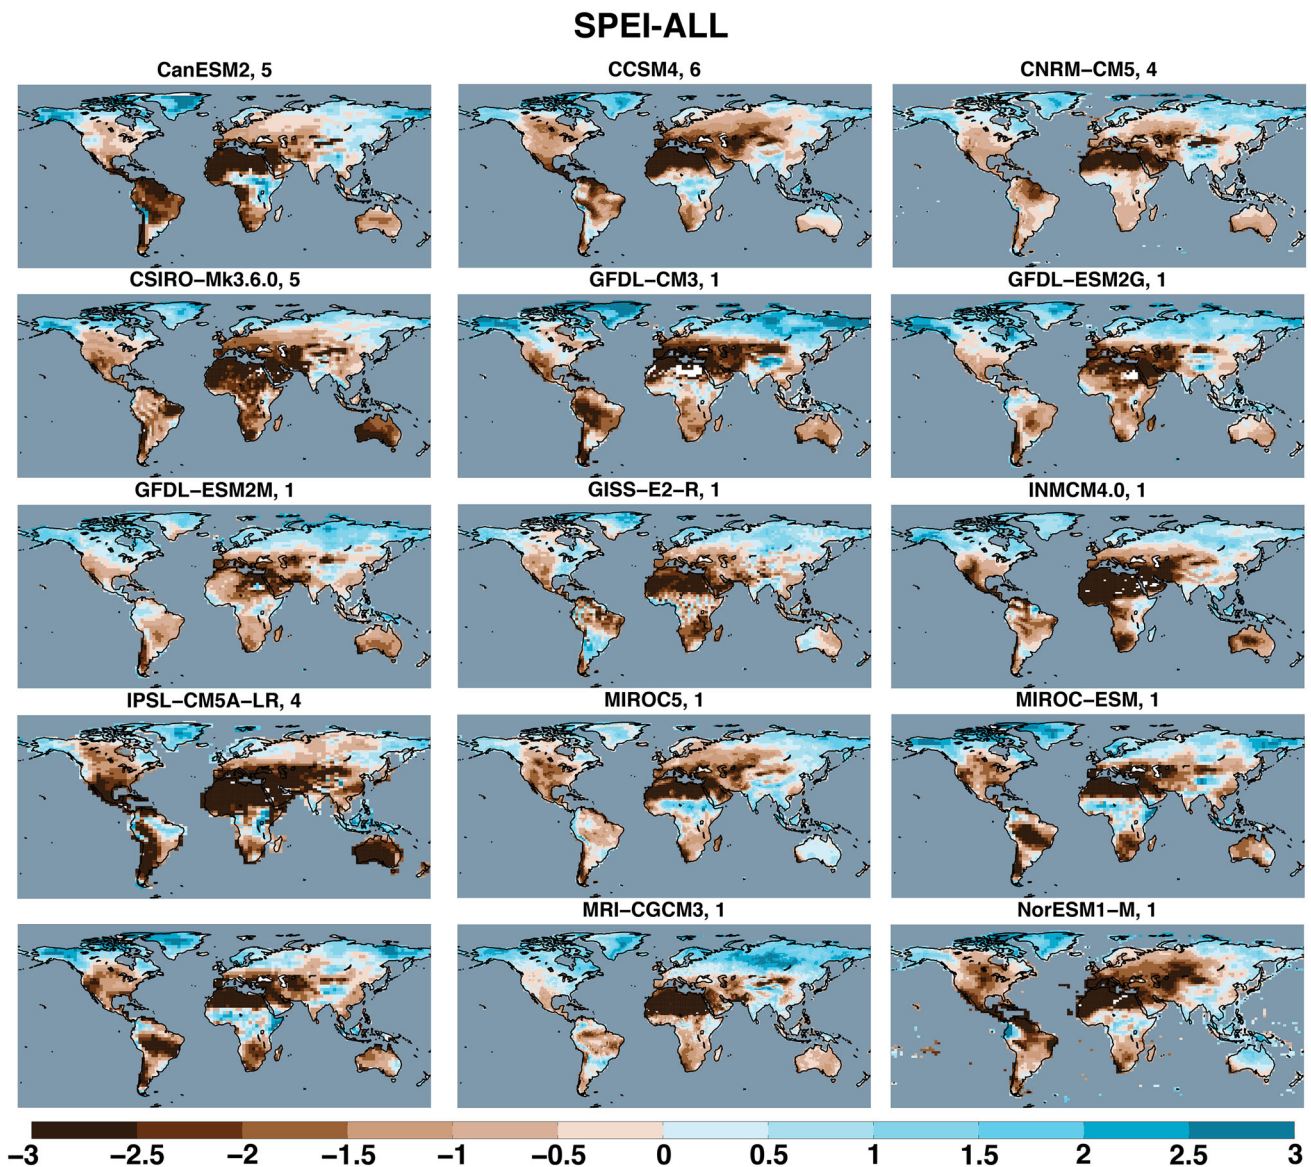 SPEI-ALL
CanESM2, 5
CCSM4, 6
CNRM–CM5, 4
CSIRO–Mk3.6.0, 5
GFDL–CM3, 1
GFDL–ESM2G, 1
GFDL–ESM2M, 1
GISS–E2–R, 1
INMCM4.0, 1
IPSL–CM5A–LR, 4
MIROC5, 1
MIROC–ESM, 1
MRI–CGCM3, 1
NorESM1–M, 1
–3 –2.5 –2 –1.5 –1 –0.5 0 0.5 1 1.5 2 2.5 3